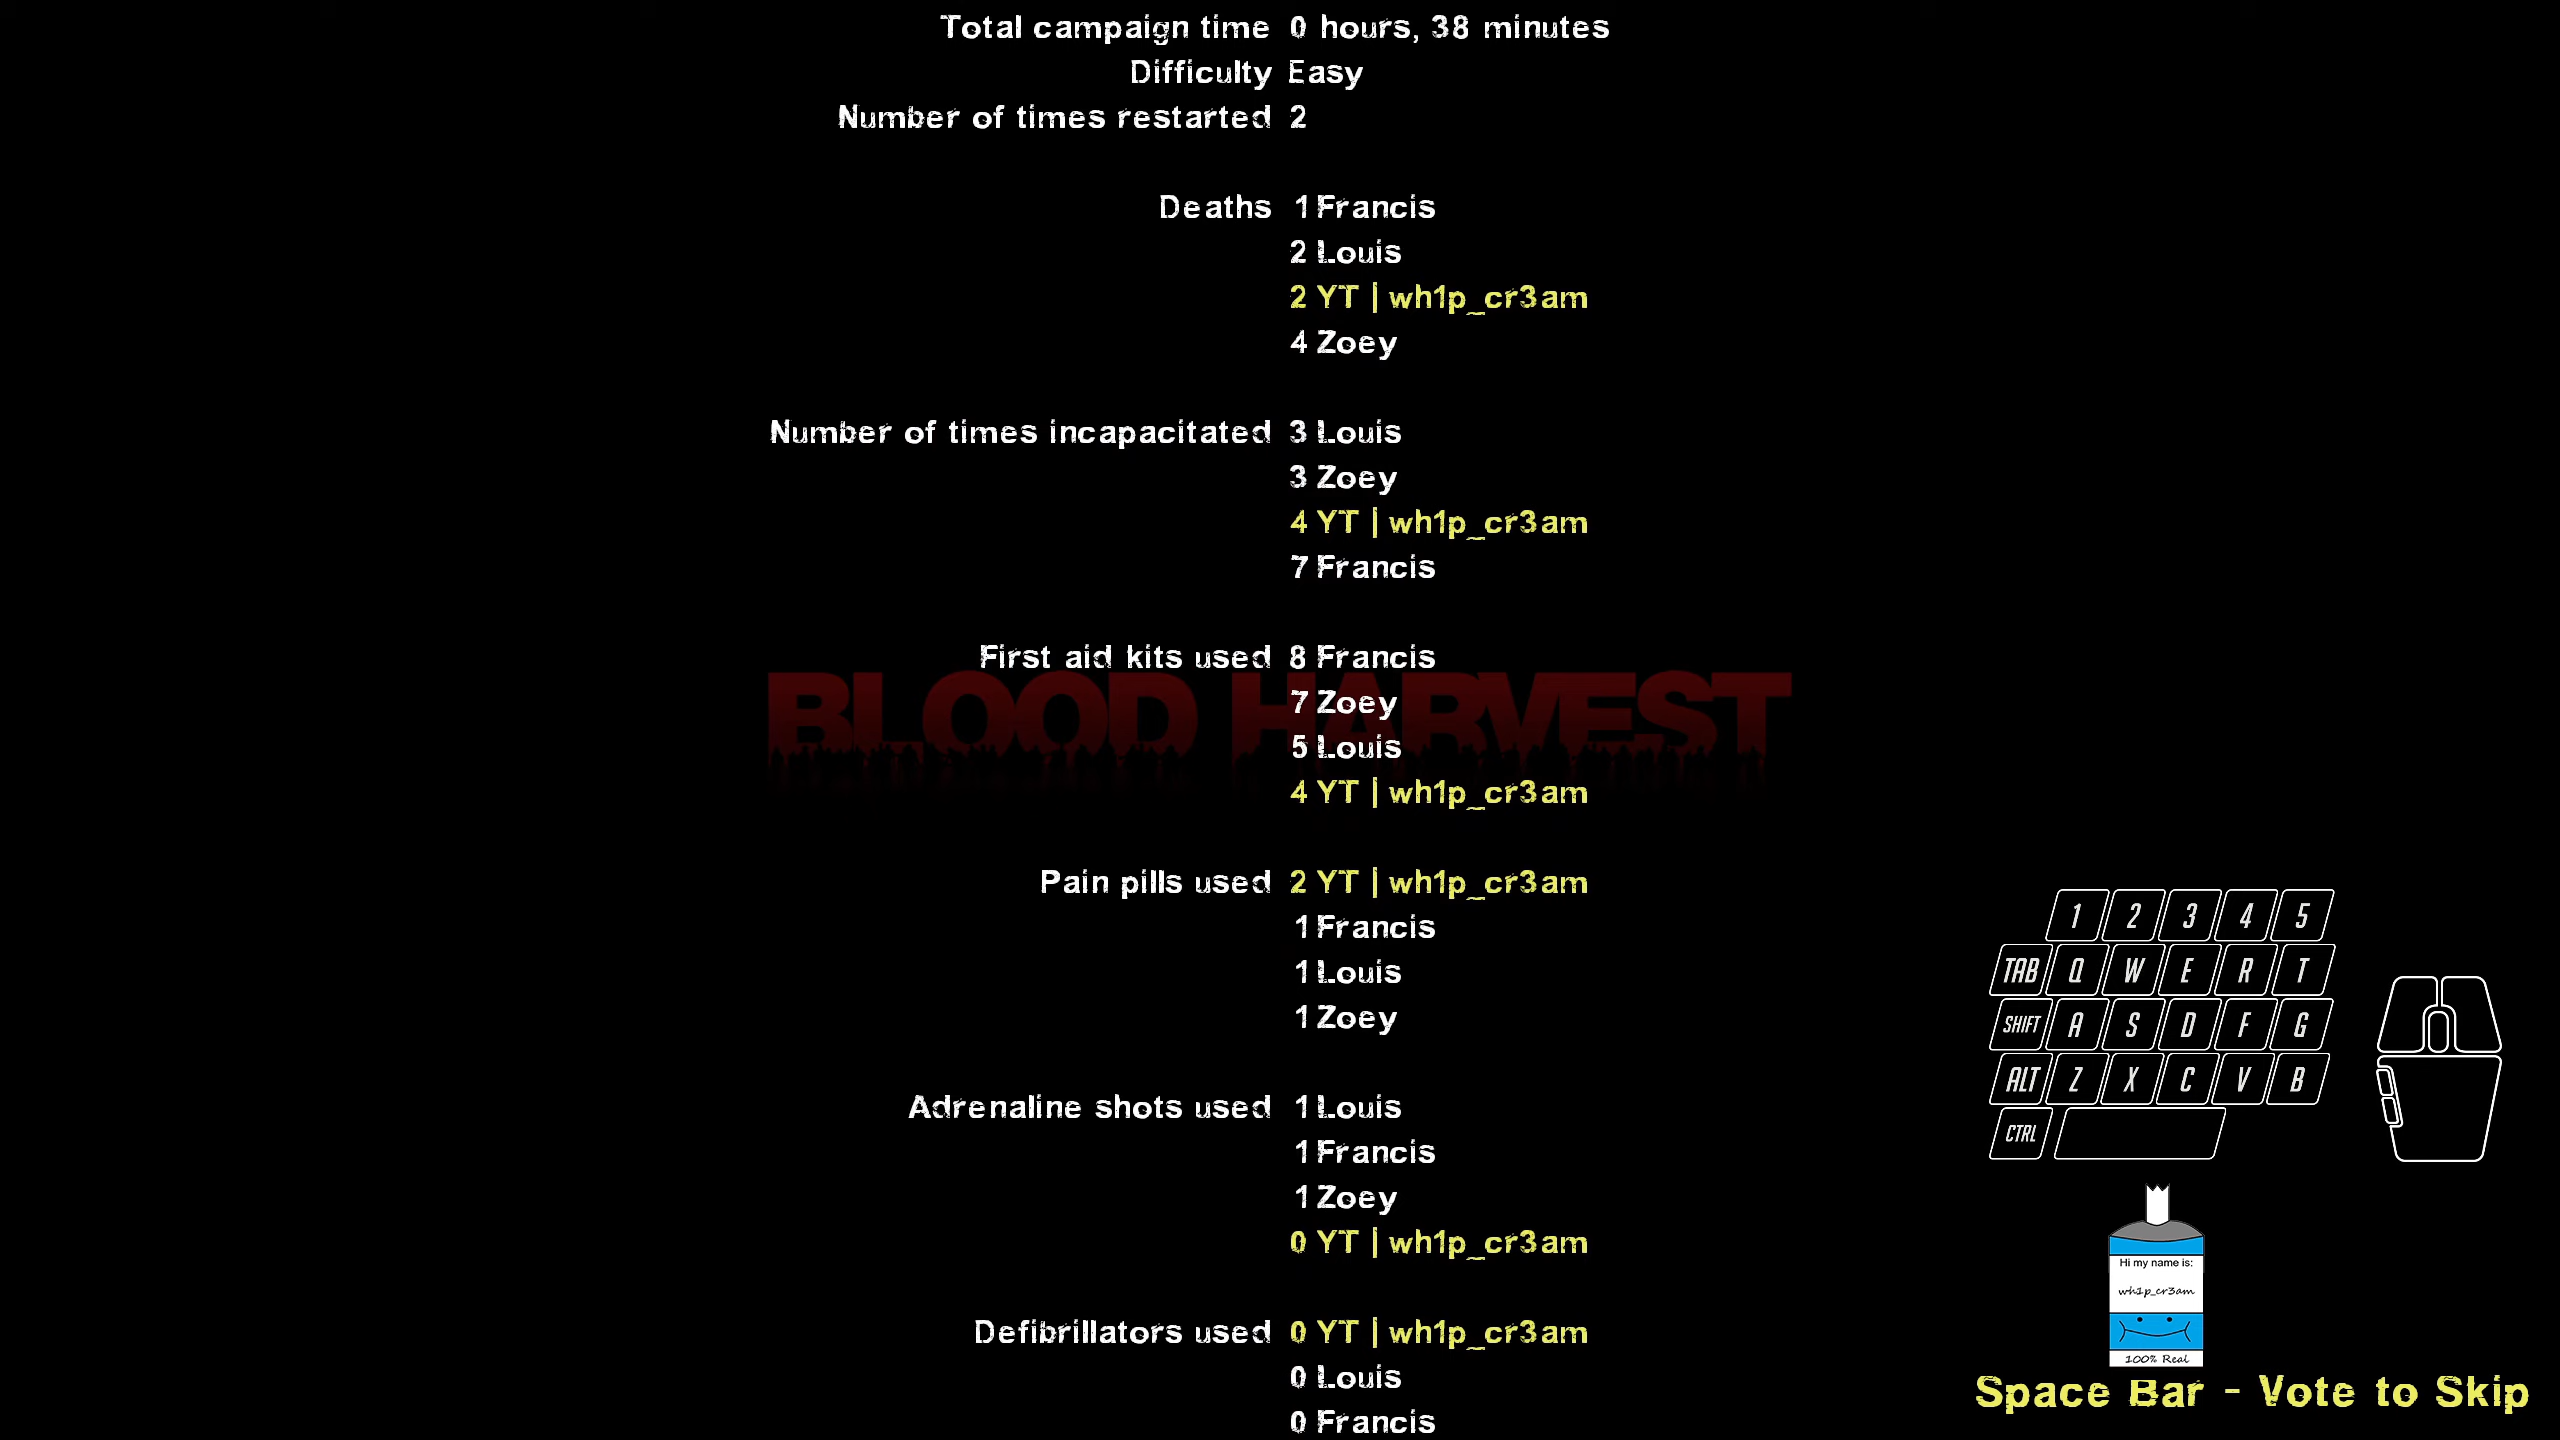 Total campaign time 0 hours, 38 minutes
Difficulty Easy
Number of times restarted 2
Deaths 1 Francis
2 Louis
2 YT | wh1p_cr3am
4 Zoey
Number of times incapacitated 3 Louis
3 Zoey
4 YT | wh1p_cr3am
7 Francis
First aid kits used 8 Francis
BLOOD HARVEST
7 Zoey
5 Louis
4 YT | wh1p_cr3am
Pain pills used 2 YT | wh1p_cr3am
1 Francis
1 Louis
1 Zoey
Adrenaline shots used 1 Louis
1 Francis
1 Zoey
0 YT | wh1p_cr3am
Defibrillators used 0 YT | wh1p_cr3am
0 Louis
0 Francis
1 2 3 4 5
TAB Q W E R T
SHIFT A S D F G
ALT Z X C V B
CTRL
Hi my name is:
wh1p_cr3am
100% Real
Space Bar - Vote to Skip